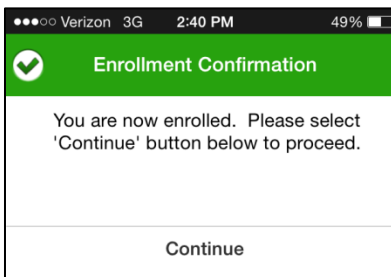 ●●●○○ Verizon 3G 2:40 PM 49%
Enrollment Confirmation
You are now enrolled. Please select
'Continue' button below to proceed.
Continue